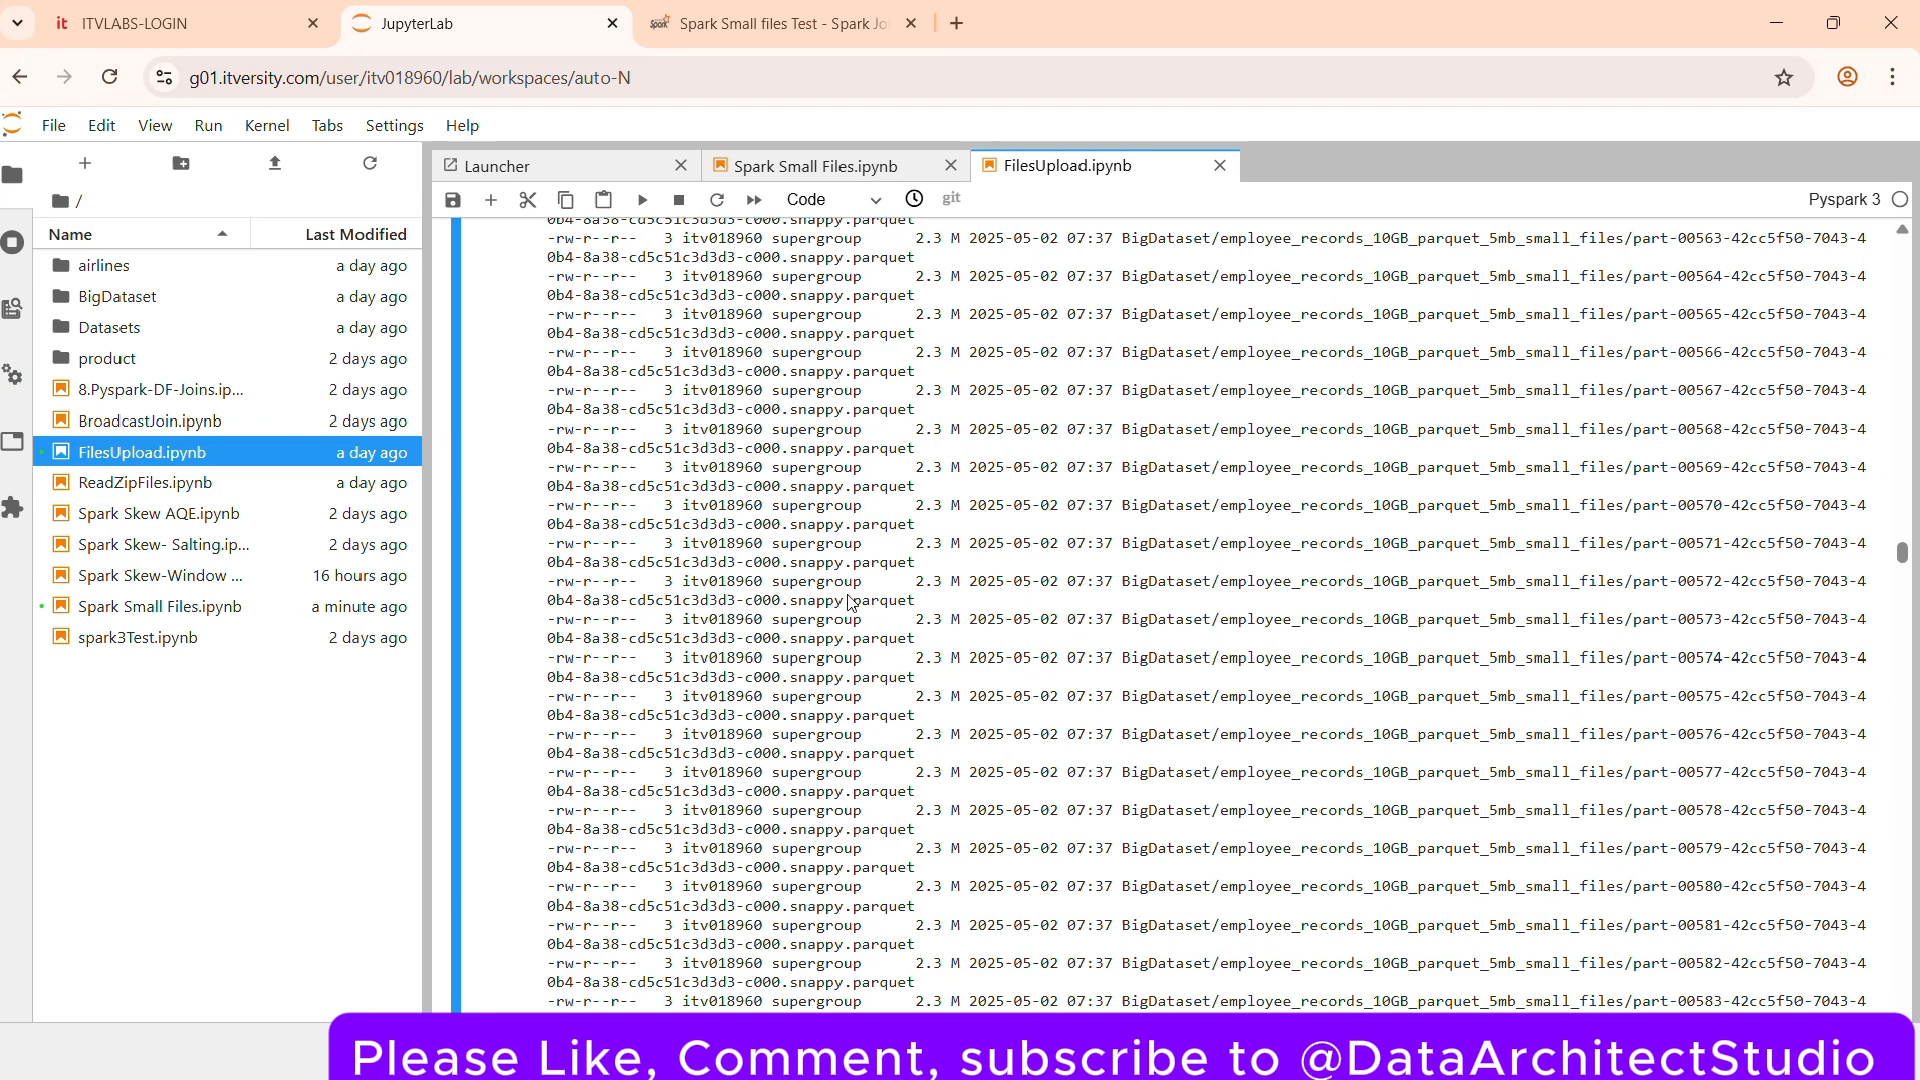 ITVLABS-LOGIN
JupyterLab
Spark Small files Test - Spark Jo
g01.itversity.com/user/itv018960/lab/workspaces/auto-N
File Edit View Run Kernel Tabs Settings Help
Launcher
Spark Small Files.ipynb
FilesUpload.ipynb
/
Code
git
Pyspark 3
Name Last Modified
airlines a day ago
BigDataset a day ago
Datasets a day ago
product 2 days ago
8.Pyspark-DF-Joins.ip... 2 days ago
BroadcastJoin.ipynb 2 days ago
FilesUpload.ipynb a day ago
ReadZipFiles.ipynb a day ago
Spark Skew AQE.ipynb 2 days ago
Spark Skew- Salting.ip... 2 days ago
Spark Skew-Window ... 16 hours ago
Spark Small Files.ipynb a minute ago
spark3Test.ipynb 2 days ago
0b4-8a38-cd5c51c3d3d3-c000.snappy.parquet
-rw-r--r-- 3 itv018960 supergroup 2.3 M 2025-05-02 07:37 BigDataset/employee_records_10GB_parquet_5mb_small_files/part-00563-42cc5f50-7043-4
0b4-8a38-cd5c51c3d3d3-c000.snappy.parquet
-rw-r--r-- 3 itv018960 supergroup 2.3 M 2025-05-02 07:37 BigDataset/employee_records_10GB_parquet_5mb_small_files/part-00564-42cc5f50-7043-4
0b4-8a38-cd5c51c3d3d3-c000.snappy.parquet
-rw-r--r-- 3 itv018960 supergroup 2.3 M 2025-05-02 07:37 BigDataset/employee_records_10GB_parquet_5mb_small_files/part-00565-42cc5f50-7043-4
0b4-8a38-cd5c51c3d3d3-c000.snappy.parquet
-rw-r--r-- 3 itv018960 supergroup 2.3 M 2025-05-02 07:37 BigDataset/employee_records_10GB_parquet_5mb_small_files/part-00566-42cc5f50-7043-4
0b4-8a38-cd5c51c3d3d3-c000.snappy.parquet
-rw-r--r-- 3 itv018960 supergroup 2.3 M 2025-05-02 07:37 BigDataset/employee_records_10GB_parquet_5mb_small_files/part-00567-42cc5f50-7043-4
0b4-8a38-cd5c51c3d3d3-c000.snappy.parquet
-rw-r--r-- 3 itv018960 supergroup 2.3 M 2025-05-02 07:37 BigDataset/employee_records_10GB_parquet_5mb_small_files/part-00568-42cc5f50-7043-4
0b4-8a38-cd5c51c3d3d3-c000.snappy.parquet
-rw-r--r-- 3 itv018960 supergroup 2.3 M 2025-05-02 07:37 BigDataset/employee_records_10GB_parquet_5mb_small_files/part-00569-42cc5f50-7043-4
0b4-8a38-cd5c51c3d3d3-c000.snappy.parquet
-rw-r--r-- 3 itv018960 supergroup 2.3 M 2025-05-02 07:37 BigDataset/employee_records_10GB_parquet_5mb_small_files/part-00570-42cc5f50-7043-4
0b4-8a38-cd5c51c3d3d3-c000.snappy.parquet
-rw-r--r-- 3 itv018960 supergroup 2.3 M 2025-05-02 07:37 BigDataset/employee_records_10GB_parquet_5mb_small_files/part-00571-42cc5f50-7043-4
0b4-8a38-cd5c51c3d3d3-c000.snappy.parquet
-rw-r--r-- 3 itv018960 supergroup 2.3 M 2025-05-02 07:37 BigDataset/employee_records_10GB_parquet_5mb_small_files/part-00572-42cc5f50-7043-4
0b4-8a38-cd5c51c3d3d3-c000.snappy.parquet
-rw-r--r-- 3 itv018960 supergroup 2.3 M 2025-05-02 07:37 BigDataset/employee_records_10GB_parquet_5mb_small_files/part-00573-42cc5f50-7043-4
0b4-8a38-cd5c51c3d3d3-c000.snappy.parquet
-rw-r--r-- 3 itv018960 supergroup 2.3 M 2025-05-02 07:37 BigDataset/employee_records_10GB_parquet_5mb_small_files/part-00574-42cc5f50-7043-4
0b4-8a38-cd5c51c3d3d3-c000.snappy.parquet
-rw-r--r-- 3 itv018960 supergroup 2.3 M 2025-05-02 07:37 BigDataset/employee_records_10GB_parquet_5mb_small_files/part-00575-42cc5f50-7043-4
0b4-8a38-cd5c51c3d3d3-c000.snappy.parquet
-rw-r--r-- 3 itv018960 supergroup 2.3 M 2025-05-02 07:37 BigDataset/employee_records_10GB_parquet_5mb_small_files/part-00576-42cc5f50-7043-4
0b4-8a38-cd5c51c3d3d3-c000.snappy.parquet
-rw-r--r-- 3 itv018960 supergroup 2.3 M 2025-05-02 07:37 BigDataset/employee_records_10GB_parquet_5mb_small_files/part-00577-42cc5f50-7043-4
0b4-8a38-cd5c51c3d3d3-c000.snappy.parquet
-rw-r--r-- 3 itv018960 supergroup 2.3 M 2025-05-02 07:37 BigDataset/employee_records_10GB_parquet_5mb_small_files/part-00578-42cc5f50-7043-4
0b4-8a38-cd5c51c3d3d3-c000.snappy.parquet
-rw-r--r-- 3 itv018960 supergroup 2.3 M 2025-05-02 07:37 BigDataset/employee_records_10GB_parquet_5mb_small_files/part-00579-42cc5f50-7043-4
0b4-8a38-cd5c51c3d3d3-c000.snappy.parquet
-rw-r--r-- 3 itv018960 supergroup 2.3 M 2025-05-02 07:37 BigDataset/employee_records_10GB_parquet_5mb_small_files/part-00580-42cc5f50-7043-4
0b4-8a38-cd5c51c3d3d3-c000.snappy.parquet
-rw-r--r-- 3 itv018960 supergroup 2.3 M 2025-05-02 07:37 BigDataset/employee_records_10GB_parquet_5mb_small_files/part-00581-42cc5f50-7043-4
0b4-8a38-cd5c51c3d3d3-c000.snappy.parquet
-rw-r--r-- 3 itv018960 supergroup 2.3 M 2025-05-02 07:37 BigDataset/employee_records_10GB_parquet_5mb_small_files/part-00582-42cc5f50-7043-4
0b4-8a38-cd5c51c3d3d3-c000.snappy.parquet
-rw-r--r-- 3 itv018960 supergroup 2.3 M 2025-05-02 07:37 BigDataset/employee_records_10GB_parquet_5mb_small_files/part-00583-42cc5f50-7043-4
Please Like, Comment, subscribe to @DataArchitectStudio